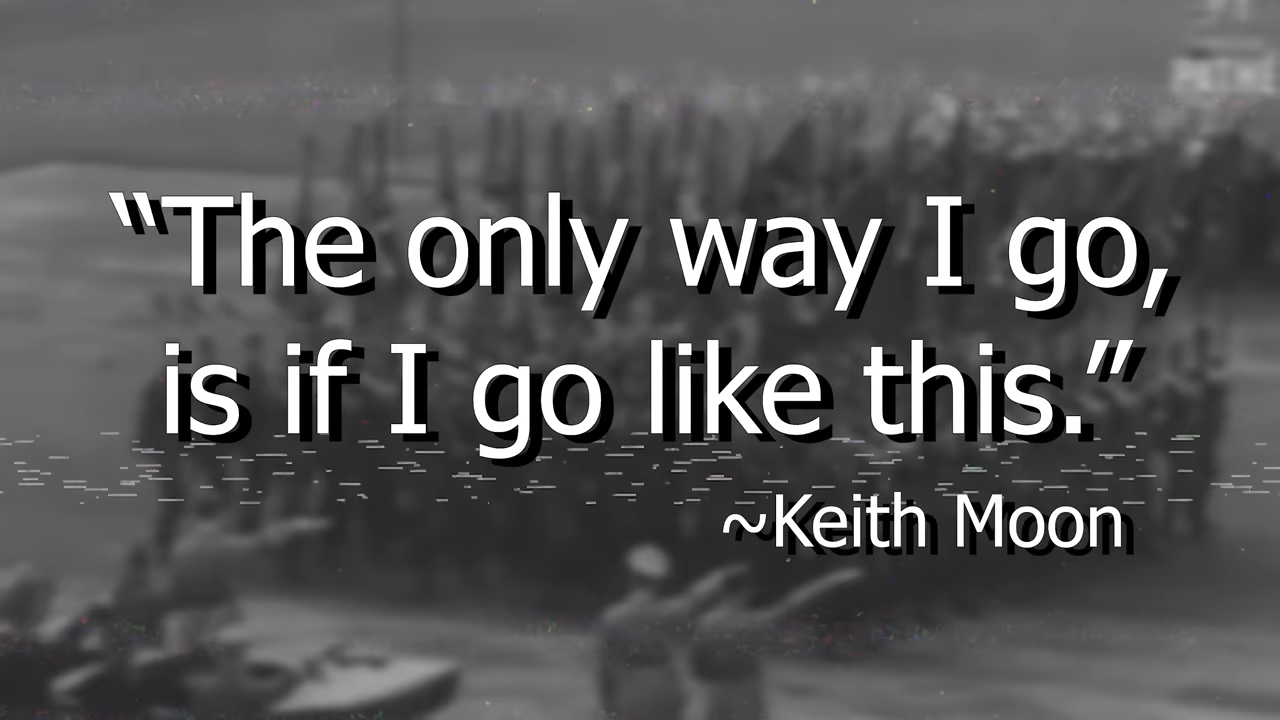 “The only way I go,
is if I go like this.”
~Keith Moon